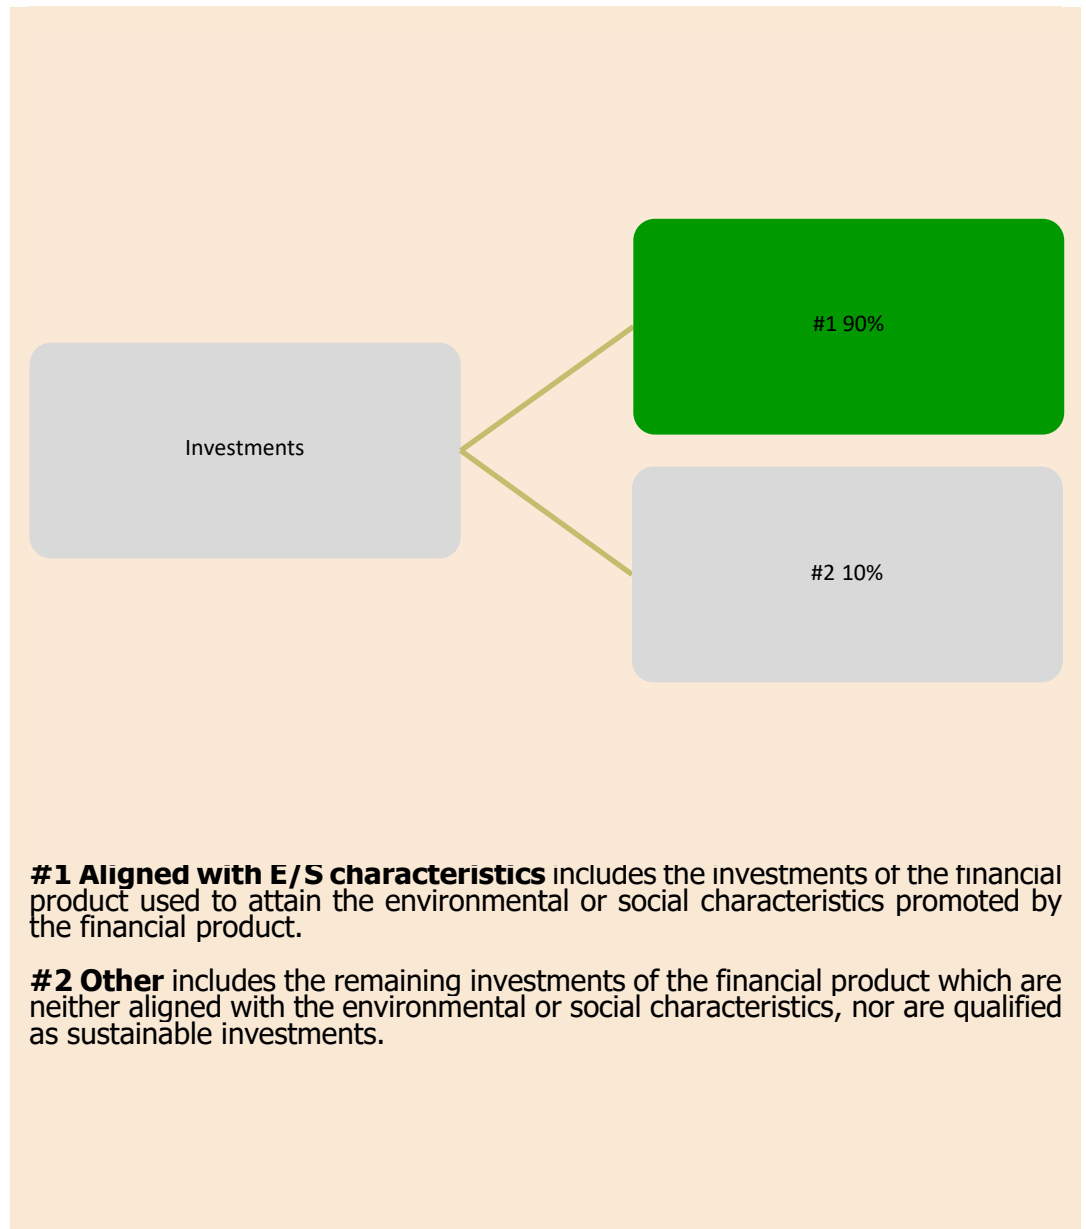 #1 90%
Investments
#2 10%
#1 Aligned with E/S characteristics includes the investments of the financial
product used to attain the environmental or social characteristics promoted by
the financial product.
#2 Other includes the remaining investments of the financial product which are
neither aligned with the environmental or social characteristics, nor are qualified
as sustainable investments.